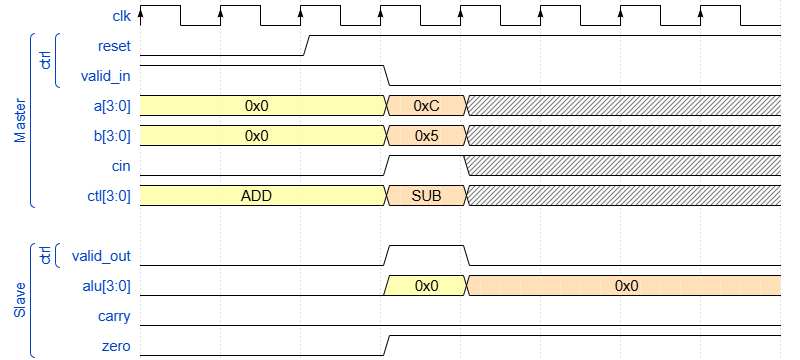 clk
Master
ctrl
reset
valid_in
a[3:0] 0x0 0xC
b[3:0] 0x0 0x5
cin
ctl[3:0] ADD SUB
Slave
ctrl
valid_out
alu[3:0] 0x0 0x0
carry
zero